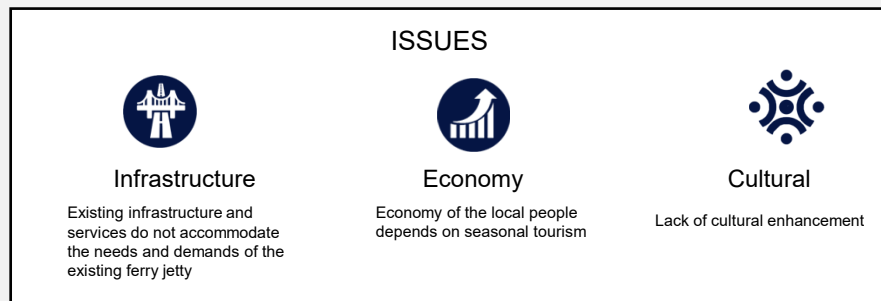 ISSUES
Infrastructure
Existing infrastructure and
services do not accommodate
the needs and demands of the
existing ferry jetty
Economy
Economy of the local people
depends on seasonal tourism
Cultural
Lack of cultural enhancement